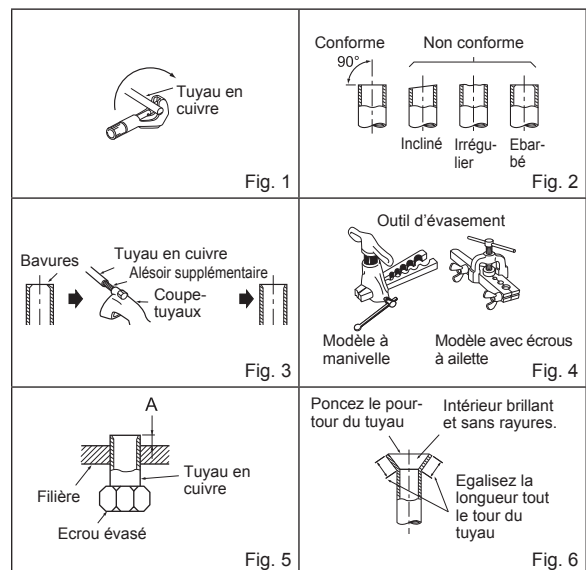 Tuyau en
cuivre
Fig. 1
Conforme
Non conforme
90°
Incliné
Irrégu-
lier
Ebar-
bé
Fig. 2
Bavures
Tuyau en cuivre
Alésoir supplémentaire
Coupe-
tuyaux
Fig. 3
Outil d'évasement
Modèle à
manivelle
Modèle avec écrous
à ailette
Fig. 4
A
Filière
Tuyau en
cuivre
Ecrou évasé
Fig. 5
Poncez le pour-
tour du tuyau
Intérieur brillant
et sans rayures.
Egalisez la
longueur tout
le tour du
tuyau
Fig. 6